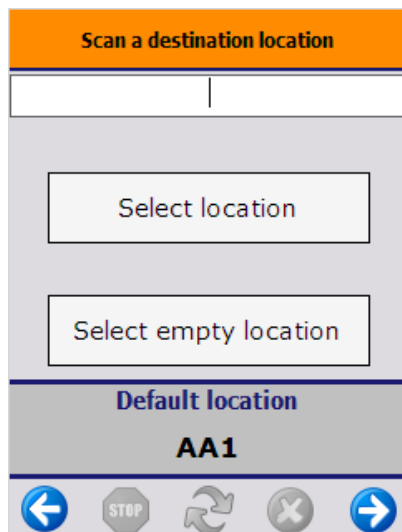 Scan a destination location
Select location
Select empty location
Default location
AA1
STOP